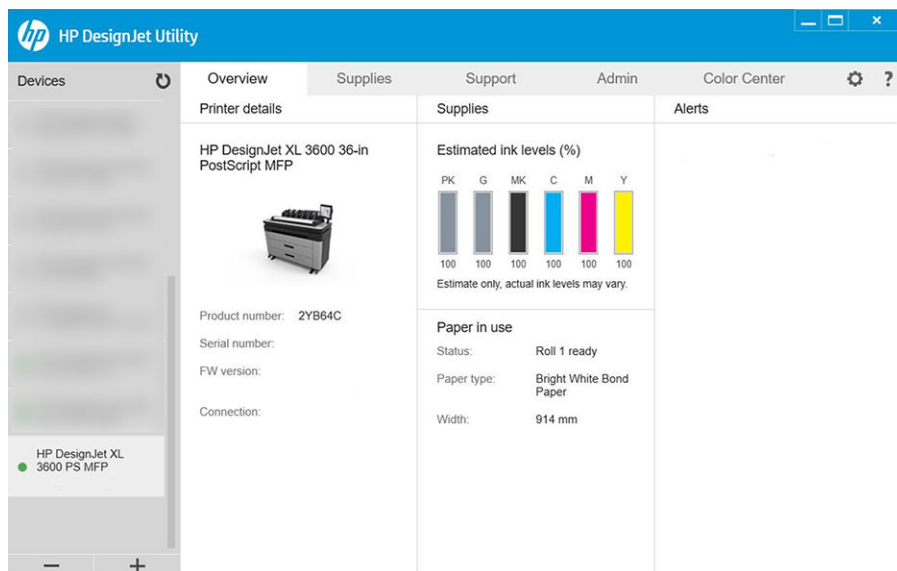 hp HP DesignJet Utility
Devices
Overview Supplies Support Admin Color Center ?
Printer details
Supplies
Alerts
HP DesignJet XL 3600 36-in
PostScript MFP
Estimated ink levels (%)
PK G MK C M Y
100 100 100 100 100 100
Estimate only, actual ink levels may vary.
Product number: 2YB64C
Serial number:
FW version:
Connection:
Paper in use
Status: Roll 1 ready
Paper type: Bright White Bond
Paper
Width: 914 mm
HP DesignJet XL
3600 PS MFP